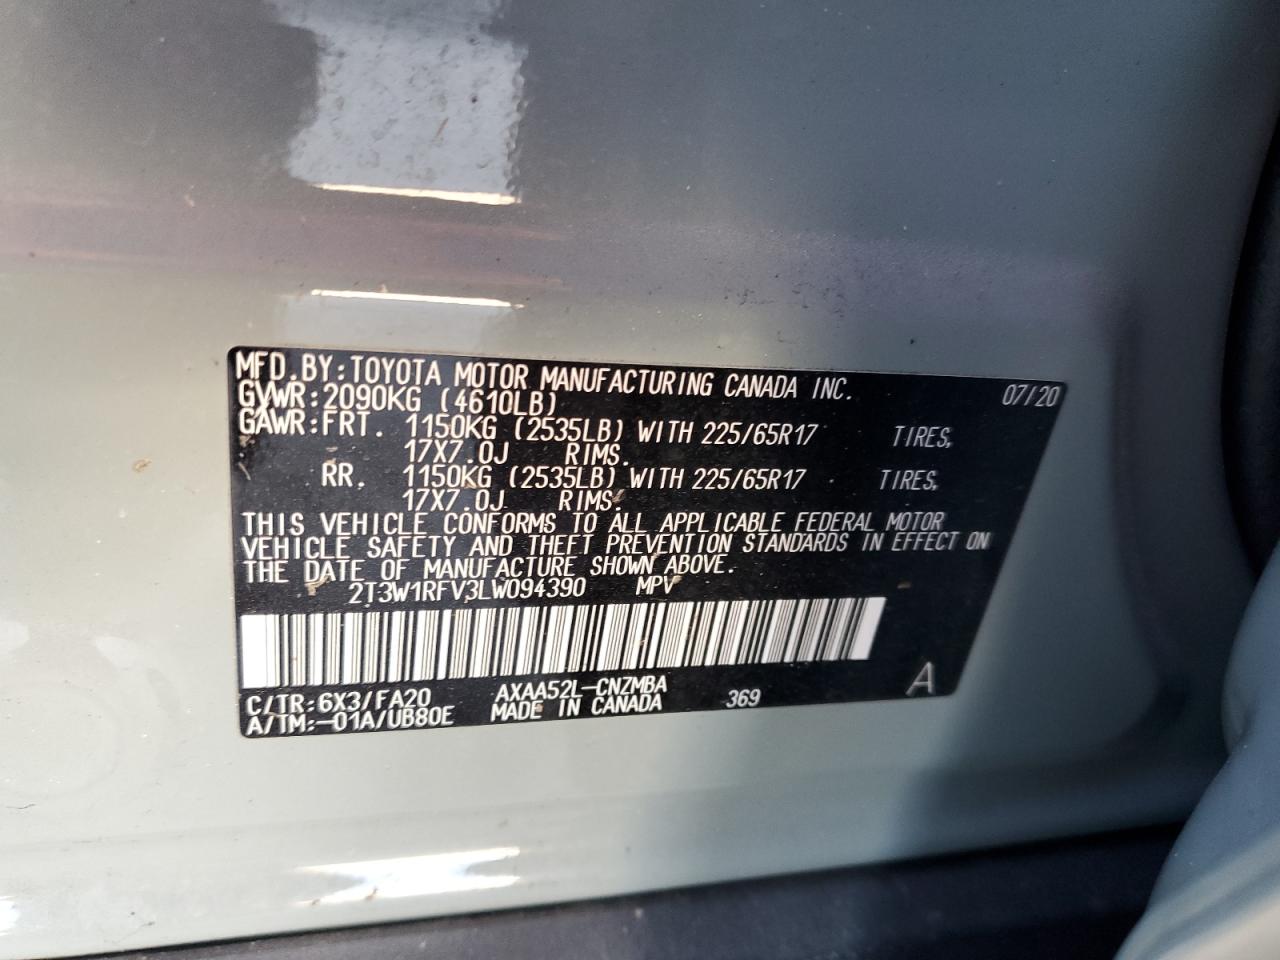 MFD.BY:TOYOTA MOTOR MANUFACTURING CANADA INC. 07/20
GVWR:2090KG (4610LB)
GAWR:FRT. 1150KG (2535LB) WITH 225/65R17 TIRES,
17X7.0J RIMS.
RR. 1150KG (2535LB) WITH 225/65R17 TIRES,
17X7.0J RIMS.
THIS VEHICLE CONFORMS TO ALL APPLICABLE FEDERAL MOTOR
VEHICLE SAFETY AND THEFT PREVENTION STANDARDS IN EFFECT ON
THE DATE OF MANUFACTURE SHOWN ABOVE.
2T3W1RFV3LW094390 MPV
C/TR:6X3/FA20 AXAA52L-CNZMBA 369 A
A/TM:-01A/UB80E MADE IN CANADA